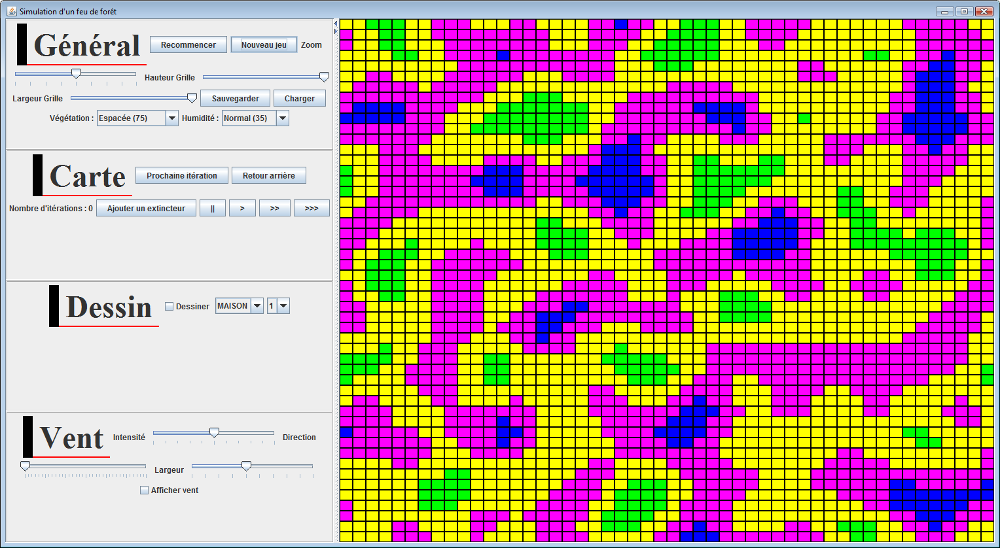 Simulation d'un feu de forêt
Général Recommencer Nouveau jeu Zoom
Hauteur Grille
Largeur Grille Sauvegarder Charger
Végétation : Espacée (75) Humidité : Normal (35)
Carte Prochaine itération Retour arrière
Nombre d'itérations : 0 Ajouter un extincteur || > >> >>>
Dessin Dessiner MAISON 1
Vent Intensité Direction
Largeur
Afficher vent